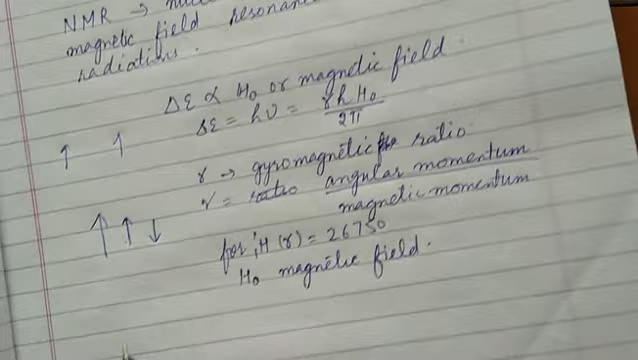 NMR →
magnetic field resonance
radiations.
ΔE ∝ H₀ or magnetic field.
ΔE = hν = γhH₀ / 2π
γ → gyromagnetic ratio
γ = ratio angular momentum / magnetic momentum
for ¹H (γ) = 26750
H₀ magnetic field.